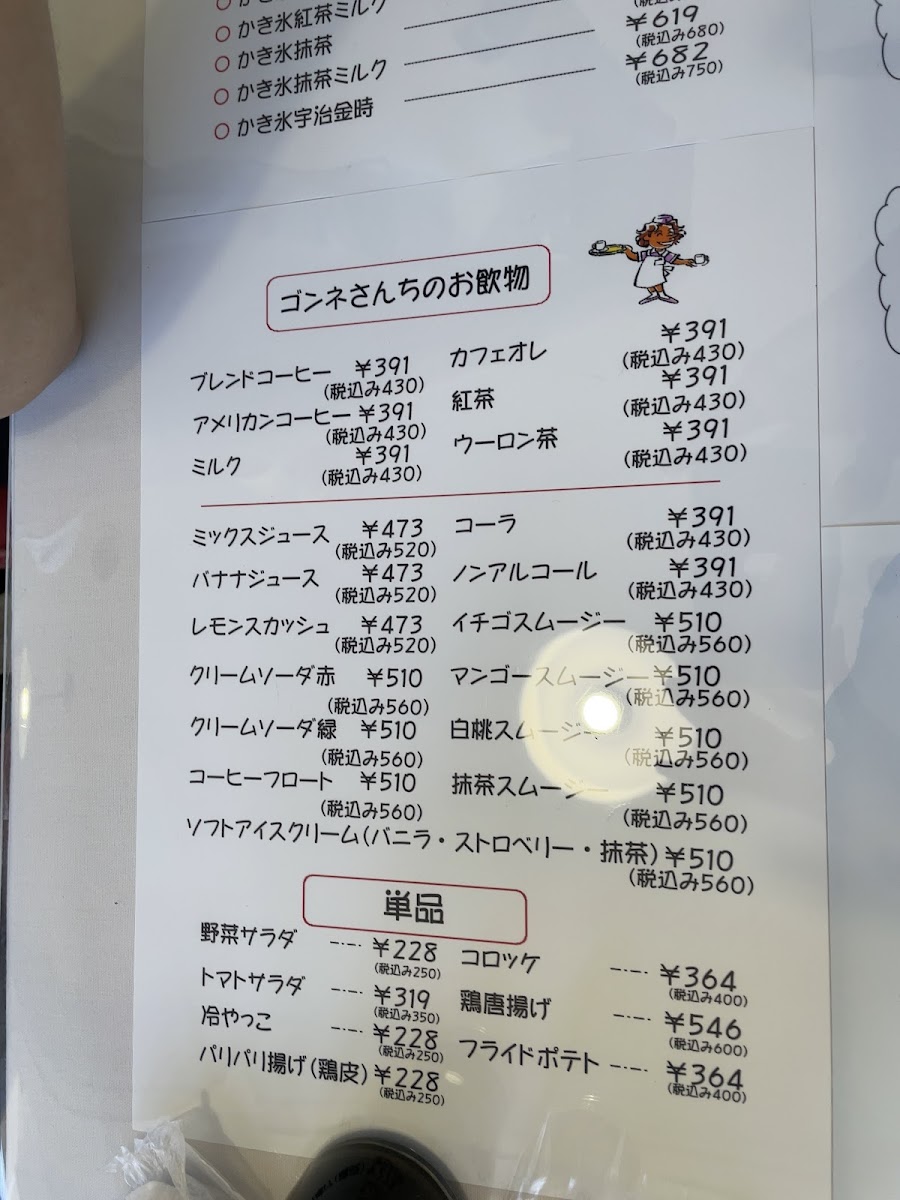 かき氷紅茶ミルク
かき氷抹茶 ¥619
(税込み680)
かき氷抹茶ミルク ¥682
(税込み750)
かき氷宇治金時
ゴンネさんちのお飲物
ブレンドコーヒー ¥391 カフェオレ ¥391
(税込み430) (税込み430)
アメリカンコーヒー ¥391 紅茶 ¥391
(税込み430) (税込み430)
ミルク ¥391 ウーロン茶 ¥391
(税込み430) (税込み430)
ミックスジュース ¥473 コーラ ¥391
(税込み520) (税込み430)
バナナジュース ¥473 ノンアルコール ¥391
(税込み520) (税込み430)
レモンスカッシュ ¥473 イチゴスムージー ¥510
(税込み520) (税込み560)
クリームソーダ赤 ¥510 マンゴースムージー ¥510
(税込み560) (税込み560)
クリームソーダ緑 ¥510 白桃スムージー ¥510
(税込み560) (税込み560)
コーヒーフロート ¥510 抹茶スムージー ¥510
(税込み560) (税込み560)
ソフトアイスクリーム(バニラ・ストロベリー・抹茶) ¥510
(税込み560)
単品
野菜サラダ ¥228 コロッケ ¥364
(税込み250) (税込み400)
トマトサラダ ¥319 鶏唐揚げ ¥546
(税込み350) (税込み600)
冷やっこ ¥228 フライドポテト ¥364
(税込み250) (税込み400)
パリパリ揚げ(鶏皮) ¥228
(税込み250)